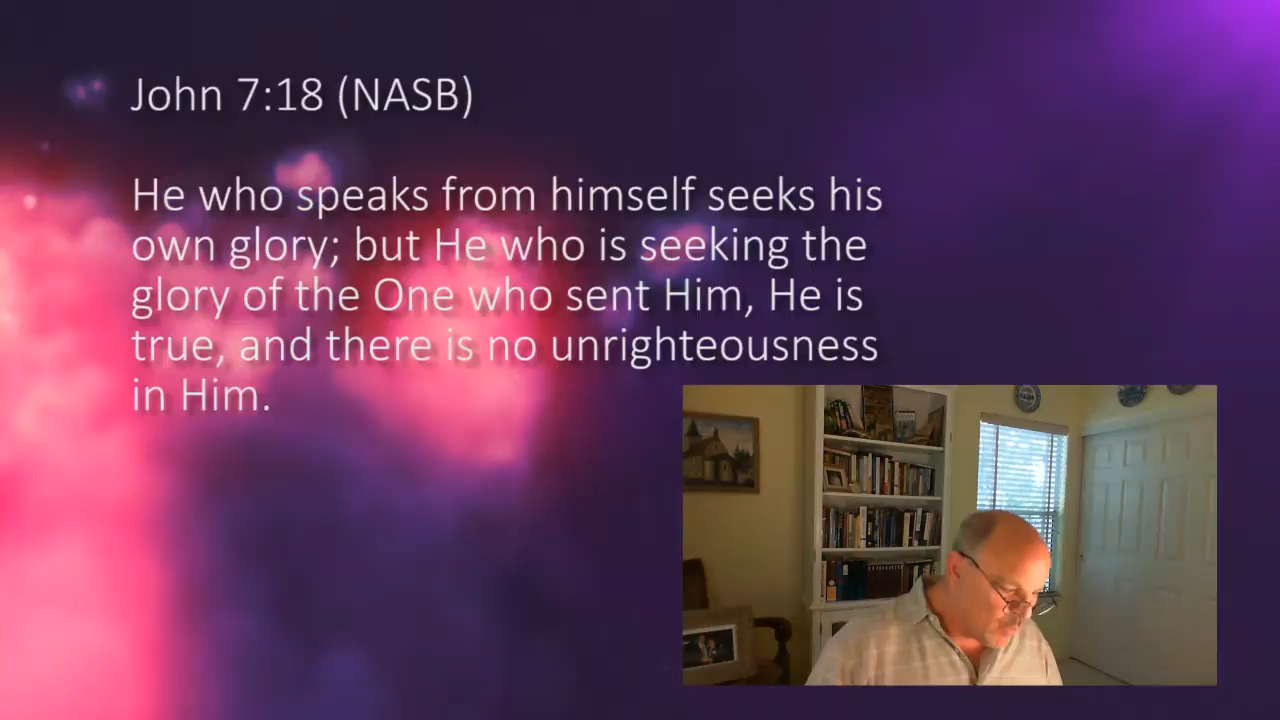 John 7:18 (NASB)
He who speaks from himself seeks his
own glory; but He who is seeking the
glory of the One who sent Him, He is
true, and there is no unrighteousness
in Him.